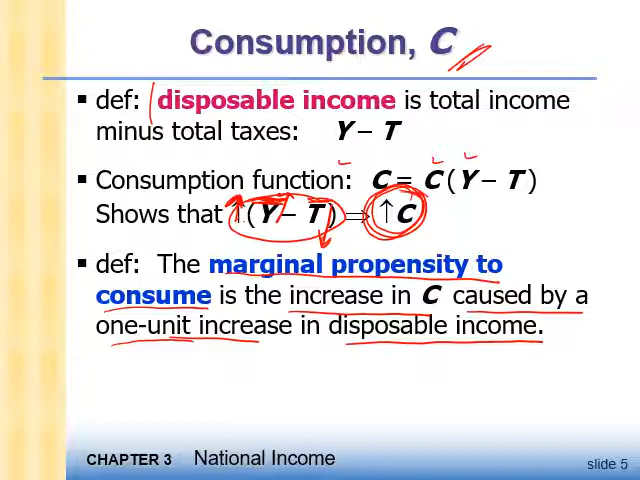 Consumption, C
▪ def: disposable income is total income
minus total taxes: Y – T
▪ Consumption function: C = C (Y – T )
Shows that ↑(Y – T ) ⇒ ↑C
▪ def: The marginal propensity to
consume is the increase in C caused by a
one-unit increase in disposable income.
CHAPTER 3 National Income
slide 5